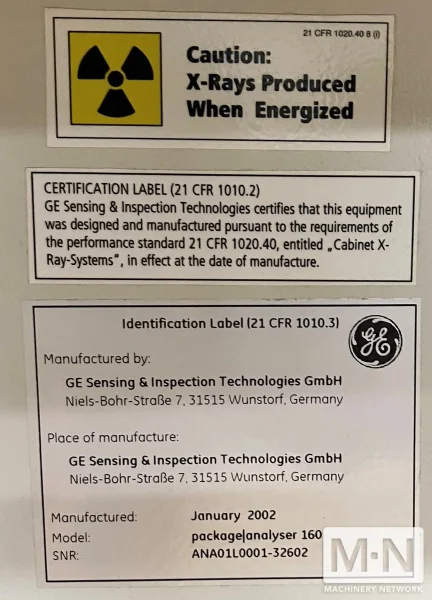 21 CFR 1020.40 8 (i)
Caution:
X-Rays Produced
When Energized
CERTIFICATION LABEL (21 CFR 1010.2)
GE Sensing & Inspection Technologies certifies that this equipment
was designed and manufactured pursuant to the requirements of
the performance standard 21 CFR 1020.40, entitled „Cabinet X-
Ray-Systems", in effect at the date of manufacture.
Identification Label (21 CFR 1010.3)
GE
Manufactured by:
GE Sensing & Inspection Technologies GmbH
Niels-Bohr-Straße 7, 31515 Wunstorf, Germany
Place of manufacture:
GE Sensing & Inspection Technologies GmbH
Niels-Bohr-Straße 7, 31515 Wunstorf, Germany
Manufactured: January 2002
Model: package|analyser 160
SNR: ANA01L0001-32602
M·N
MACHINERY NETWORK